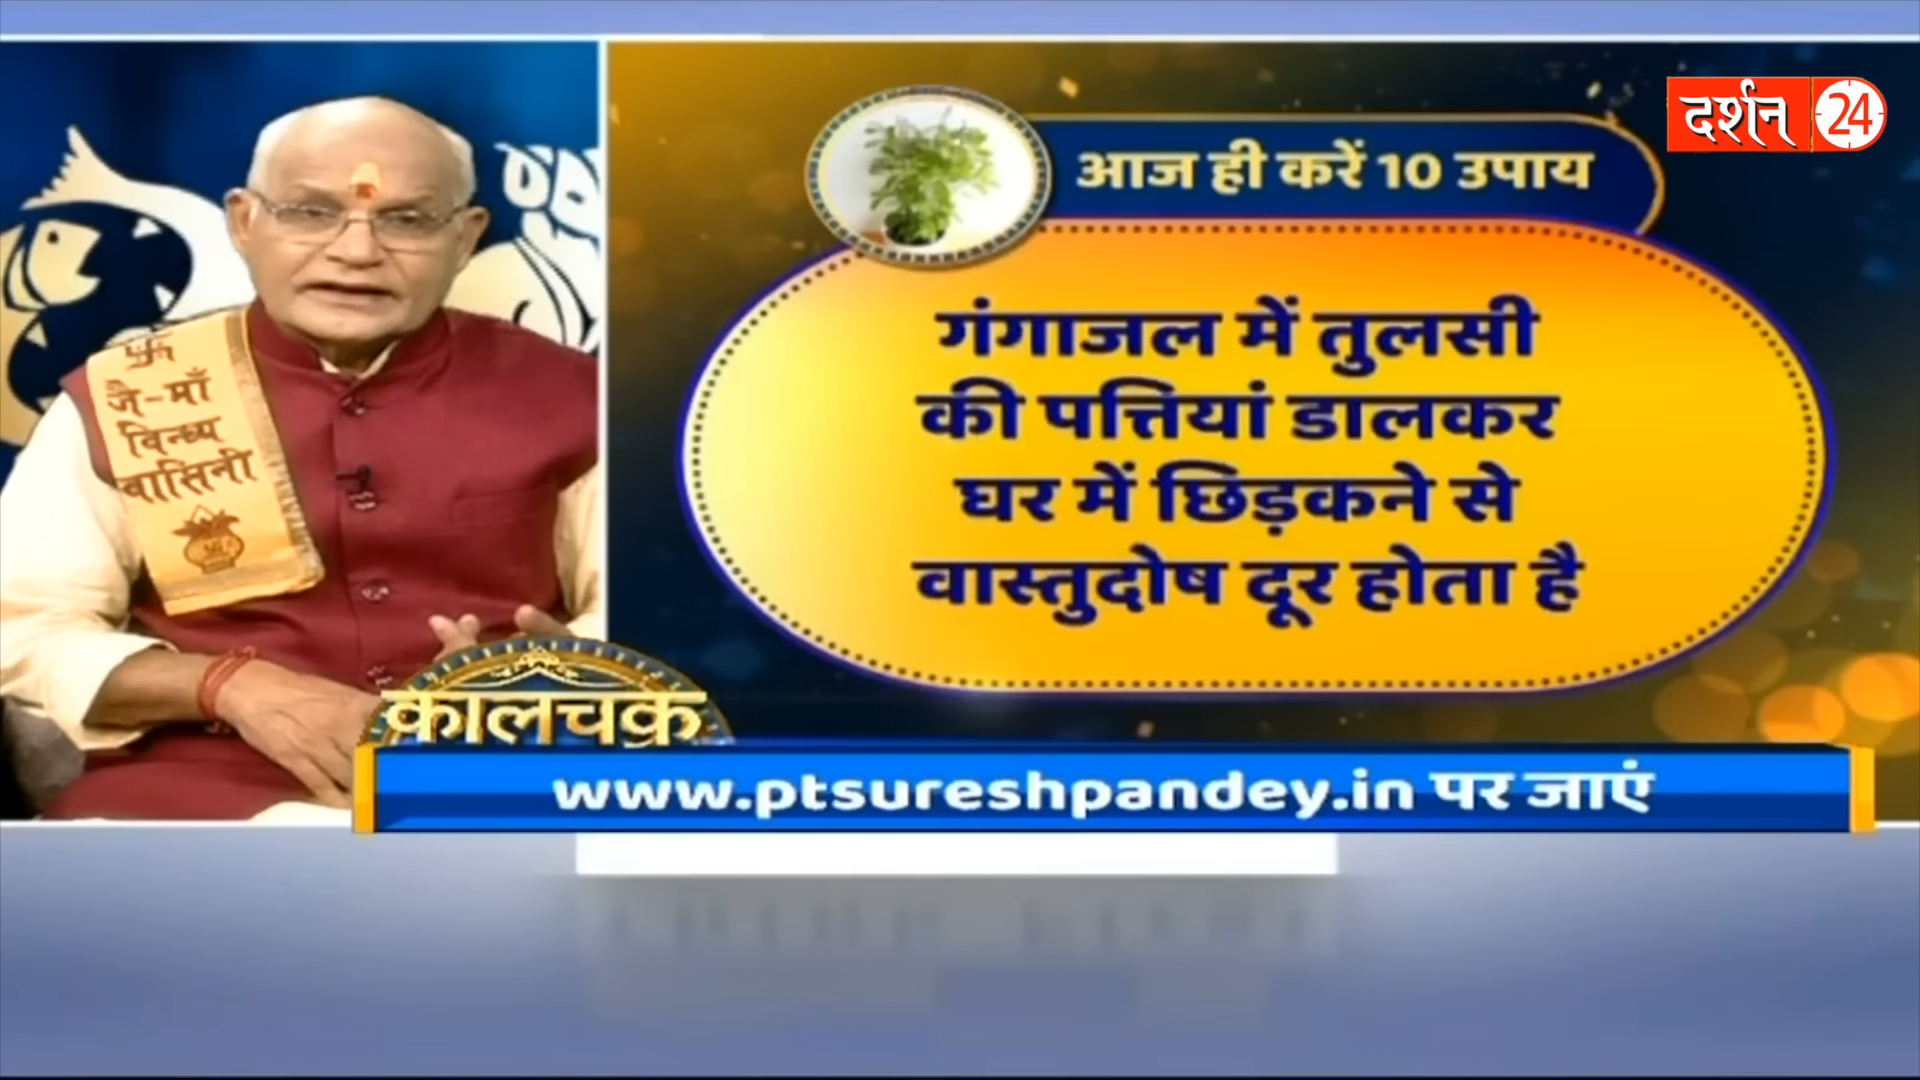 दर्शन 24
आज ही करें 10 उपाय
गंगाजल में तुलसी
की पत्तियां डालकर
घर में छिड़कने से
वास्तुदोष दूर होता है
जै-माँ
विन्ध्य
वासिनी
कालचक्र
www.ptsureshpandey.in पर जाएं